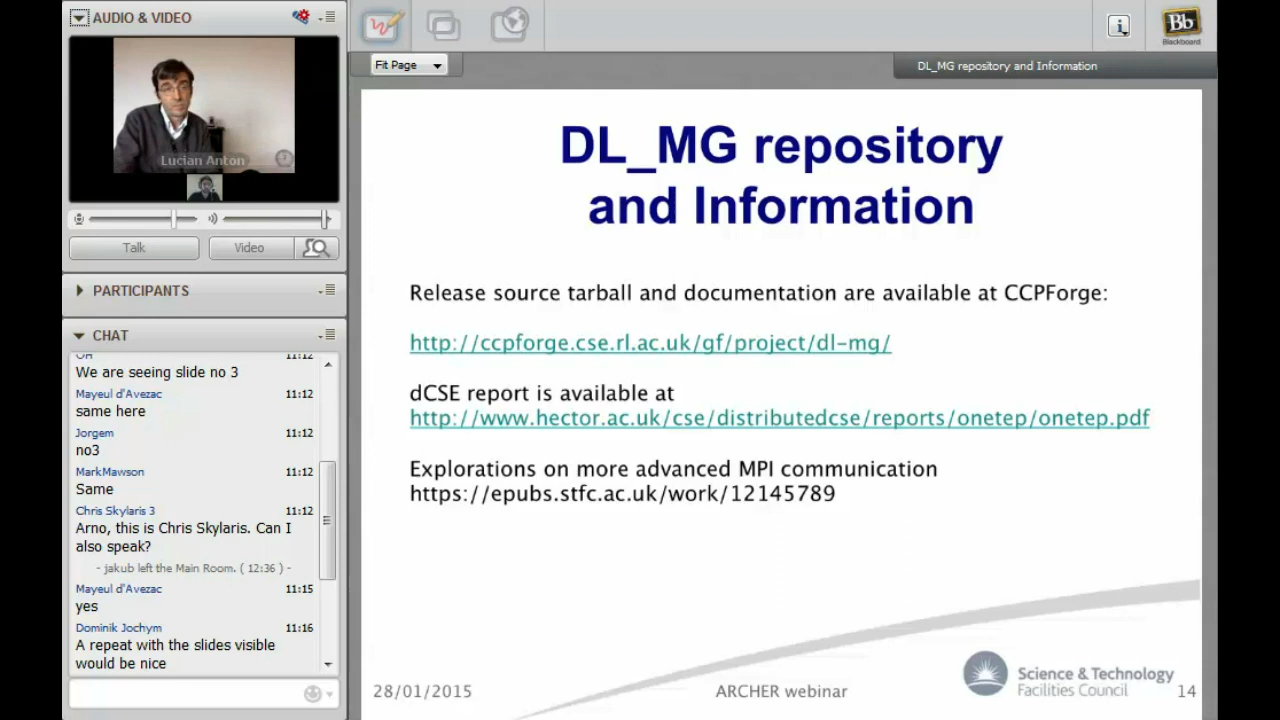 AUDIO & VIDEO
Lucian Anton
Talk
Video
PARTICIPANTS
CHAT
11:12
We are seeing slide no 3
Mayeul d'Avezac 11:12
same here
Jorgem 11:12
no3
MarkMawson 11:12
Same
Chris Skylaris 3 11:12
Arno, this is Chris Skylaris. Can I
also speak?
- jakub left the Main Room. ( 12:36 ) -
Mayeul d'Avezac 11:15
yes
Dominik Jochym 11:16
A repeat with the slides visible
would be nice
Fit Page
DL_MG repository and Information
Bb
Blackboard
DL_MG repository
and Information
Release source tarball and documentation are available at CCPForge:
http://ccpforge.cse.rl.ac.uk/gf/project/dl-mg/
dCSE report is available at
http://www.hector.ac.uk/cse/distributedcse/reports/onetep/onetep.pdf
Explorations on more advanced MPI communication
https://epubs.stfc.ac.uk/work/12145789
28/01/2015
ARCHER webinar
Science & Technology
Facilities Council
14